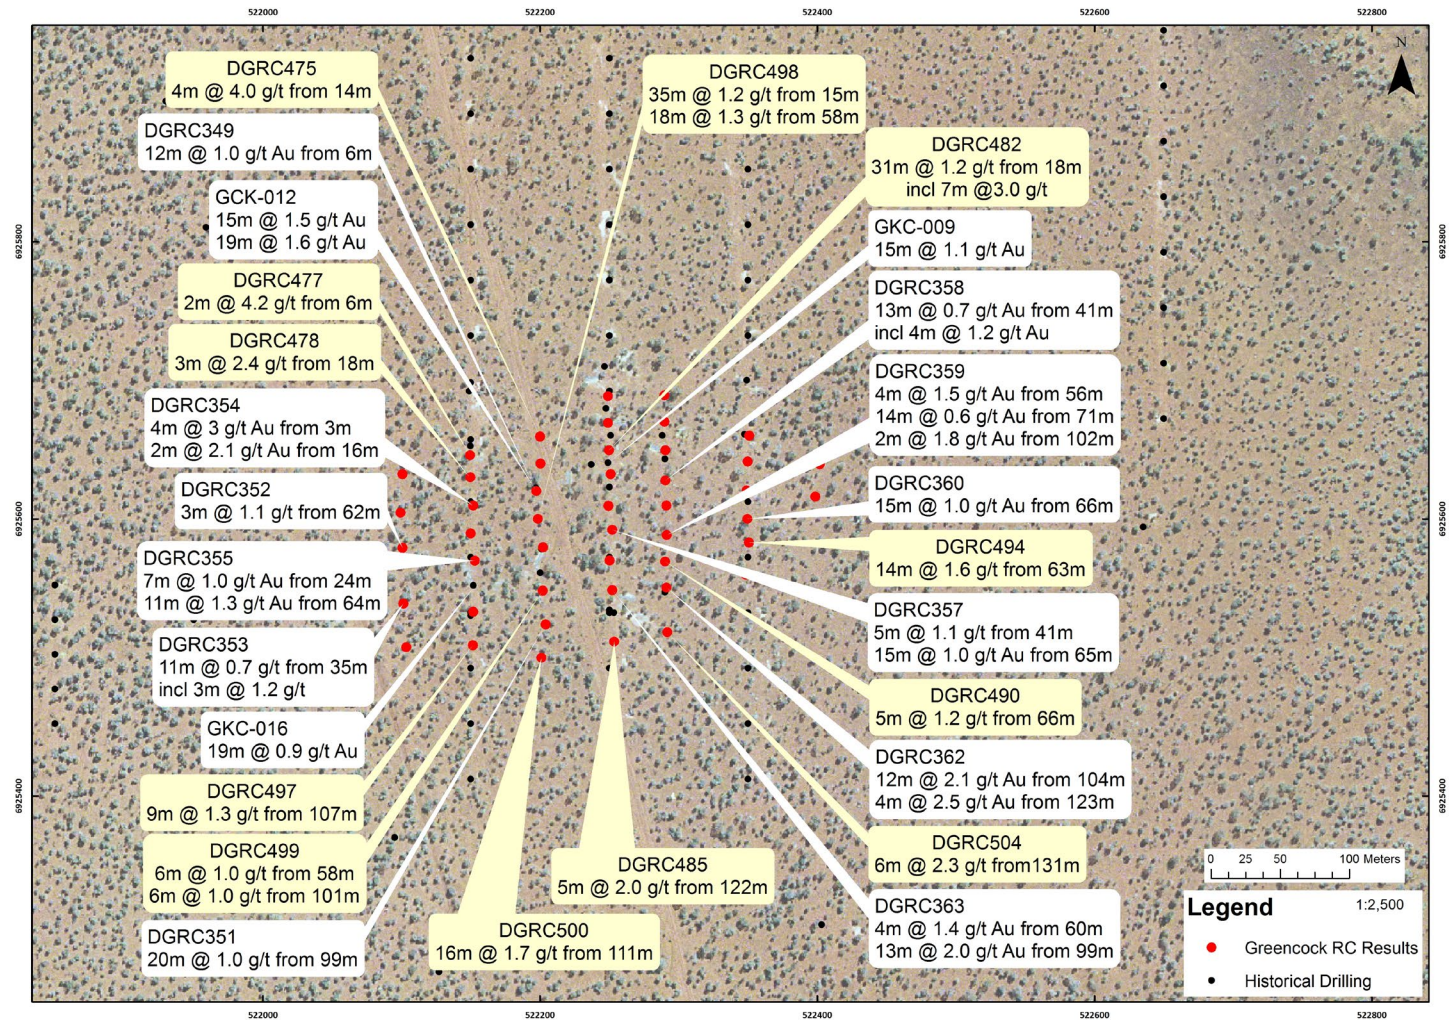 522000
522200
522400
522600
522800
N
6925800
6925600
6925400
6925800
6925600
6925400
DGRC475
4m @ 4.0 g/t from 14m
DGRC349
12m @ 1.0 g/t Au from 6m
GCK-012
15m @ 1.5 g/t Au
19m @ 1.6 g/t Au
DGRC477
2m @ 4.2 g/t from 6m
DGRC478
3m @ 2.4 g/t from 18m
DGRC354
4m @ 3 g/t Au from 3m
2m @ 2.1 g/t Au from 16m
DGRC352
3m @ 1.1 g/t from 62m
DGRC355
7m @ 1.0 g/t Au from 24m
11m @ 1.3 g/t Au from 64m
DGRC353
11m @ 0.7 g/t from 35m
incl 3m @ 1.2 g/t
GKC-016
19m @ 0.9 g/t Au
DGRC497
9m @ 1.3 g/t from 107m
DGRC499
6m @ 1.0 g/t from 58m
6m @ 1.0 g/t from 101m
DGRC351
20m @ 1.0 g/t from 99m
DGRC500
16m @ 1.7 g/t from 111m
DGRC485
5m @ 2.0 g/t from 122m
DGRC498
35m @ 1.2 g/t from 15m
18m @ 1.3 g/t from 58m
DGRC482
31m @ 1.2 g/t from 18m
incl 7m @3.0 g/t
GKC-009
15m @ 1.1 g/t Au
DGRC358
13m @ 0.7 g/t Au from 41m
incl 4m @ 1.2 g/t Au
DGRC359
4m @ 1.5 g/t Au from 56m
14m @ 0.6 g/t Au from 71m
2m @ 1.8 g/t Au from 102m
DGRC360
15m @ 1.0 g/t Au from 66m
DGRC494
14m @ 1.6 g/t from 63m
DGRC357
5m @ 1.1 g/t from 41m
15m @ 1.0 g/t Au from 65m
DGRC490
5m @ 1.2 g/t from 66m
DGRC362
12m @ 2.1 g/t Au from 104m
4m @ 2.5 g/t Au from 123m
DGRC504
6m @ 2.3 g/t from131m
DGRC363
4m @ 1.4 g/t Au from 60m
13m @ 2.0 g/t Au from 99m
0 25 50 100 Meters
Legend 1:2,500
Greencock RC Results
Historical Drilling
522000
522200
522400
522600
522800